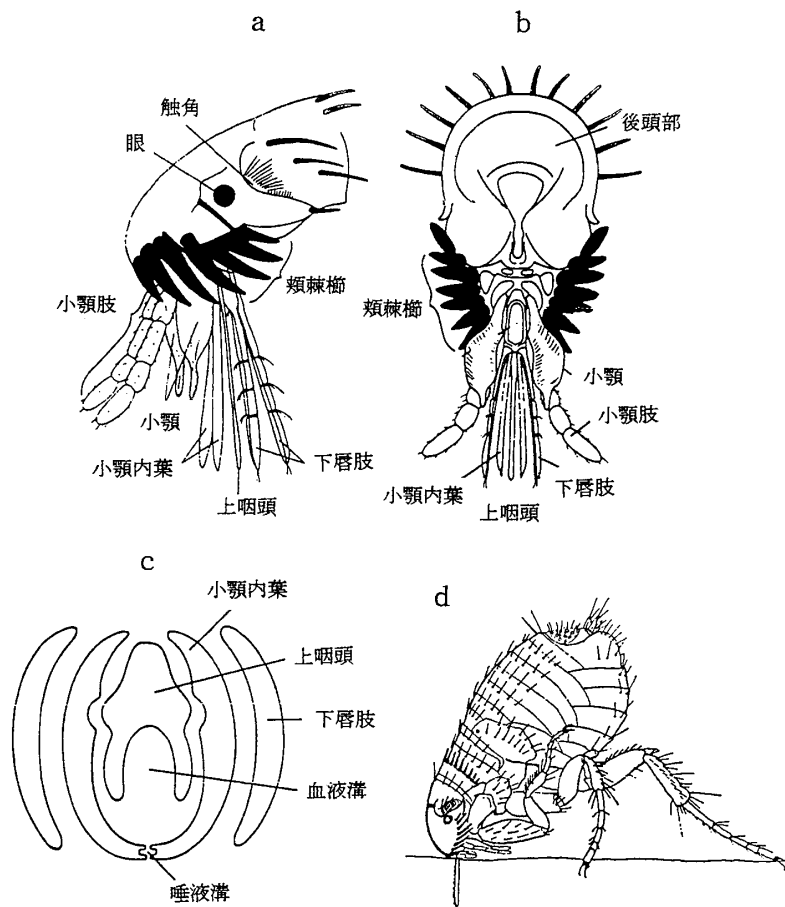 a
触角
眼
頬棘櫛
小顎肢
小顎
小顎内葉
下唇肢
上咽頭
b
後頭部
頬棘櫛
小顎
小顎肢
小顎内葉
下唇肢
上咽頭
c
小顎内葉
上咽頭
下唇肢
血液溝
唾液溝
d